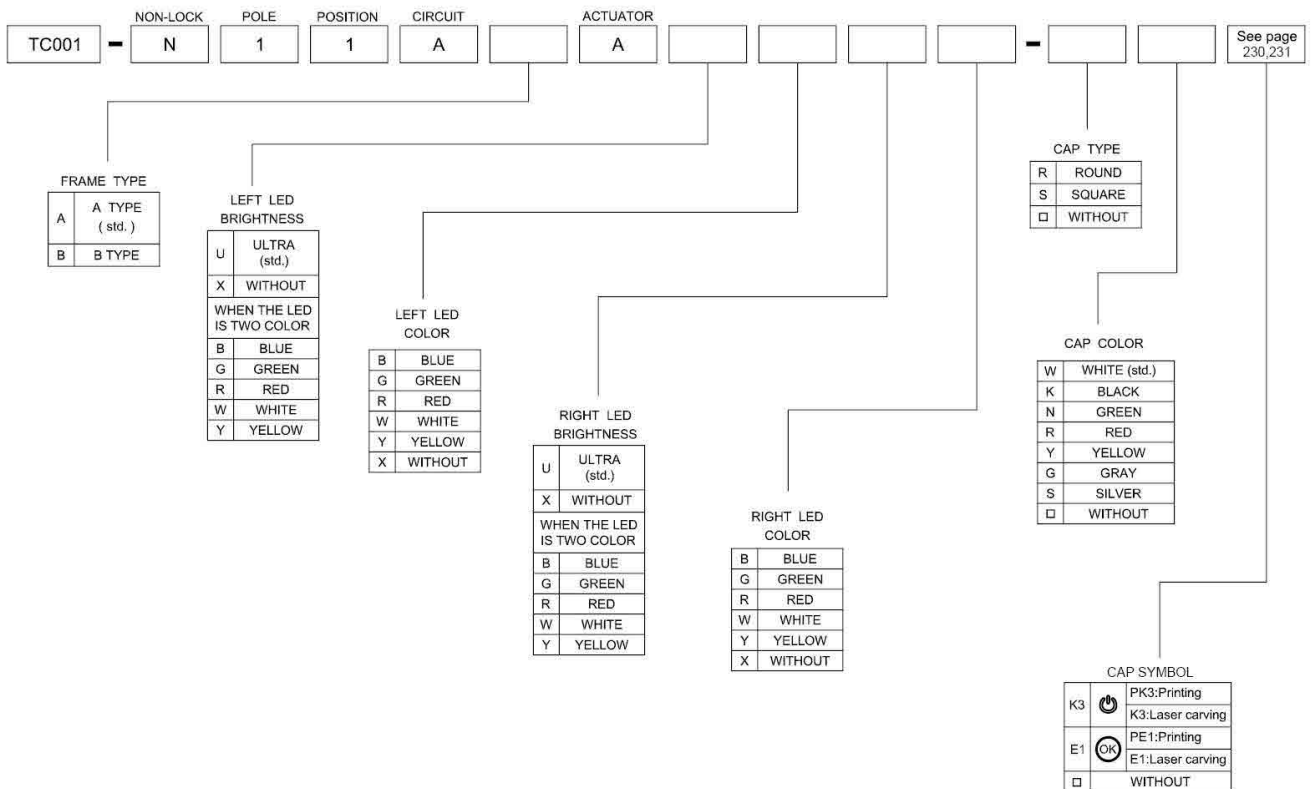 NON-LOCK POLE POSITION CIRCUIT ACTUATOR
TC001 - N 1 1 A A - See page
230,231
FRAME TYPE
A A TYPE
( std. )
B B TYPE
LEFT LED
BRIGHTNESS
U ULTRA
(std.)
X WITHOUT
WHEN THE LED
IS TWO COLOR
B BLUE
G GREEN
R RED
W WHITE
Y YELLOW
LEFT LED
COLOR
B BLUE
G GREEN
R RED
W WHITE
Y YELLOW
X WITHOUT
RIGHT LED
BRIGHTNESS
U ULTRA
(std.)
X WITHOUT
WHEN THE LED
IS TWO COLOR
B BLUE
G GREEN
R RED
W WHITE
Y YELLOW
RIGHT LED
COLOR
B BLUE
G GREEN
R RED
W WHITE
Y YELLOW
X WITHOUT
CAP TYPE
R ROUND
S SQUARE
□ WITHOUT
CAP COLOR
W WHITE (std.)
K BLACK
N GREEN
R RED
Y YELLOW
G GRAY
S SILVER
□ WITHOUT
CAP SYMBOL
K3 PK3:Printing
K3:Laser carving
E1 OK PE1:Printing
E1:Laser carving
□ WITHOUT